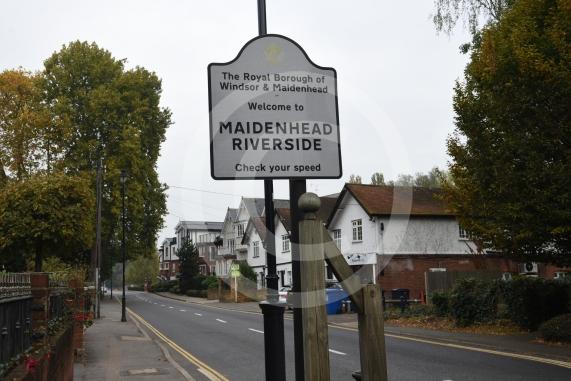 The Royal Borough of
Windsor & Maidenhead
Welcome to
MAIDENHEAD
RIVERSIDE
Check your speed